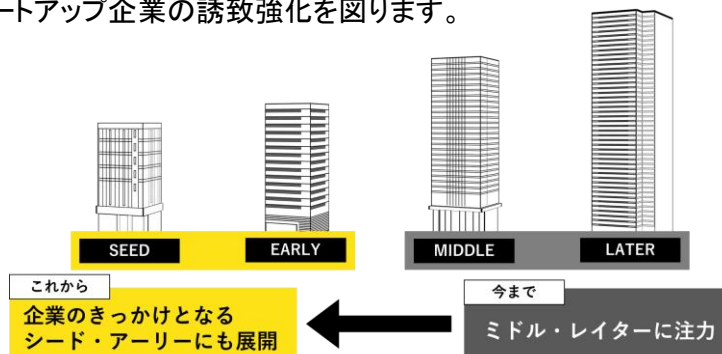 ートアップ企業の誘致強化を図ります。
SEED
EARLY
MIDDLE
LATER
これから
企業のきっかけとなる
シード・アーリーにも展開
今まで
ミドル・レイターに注力